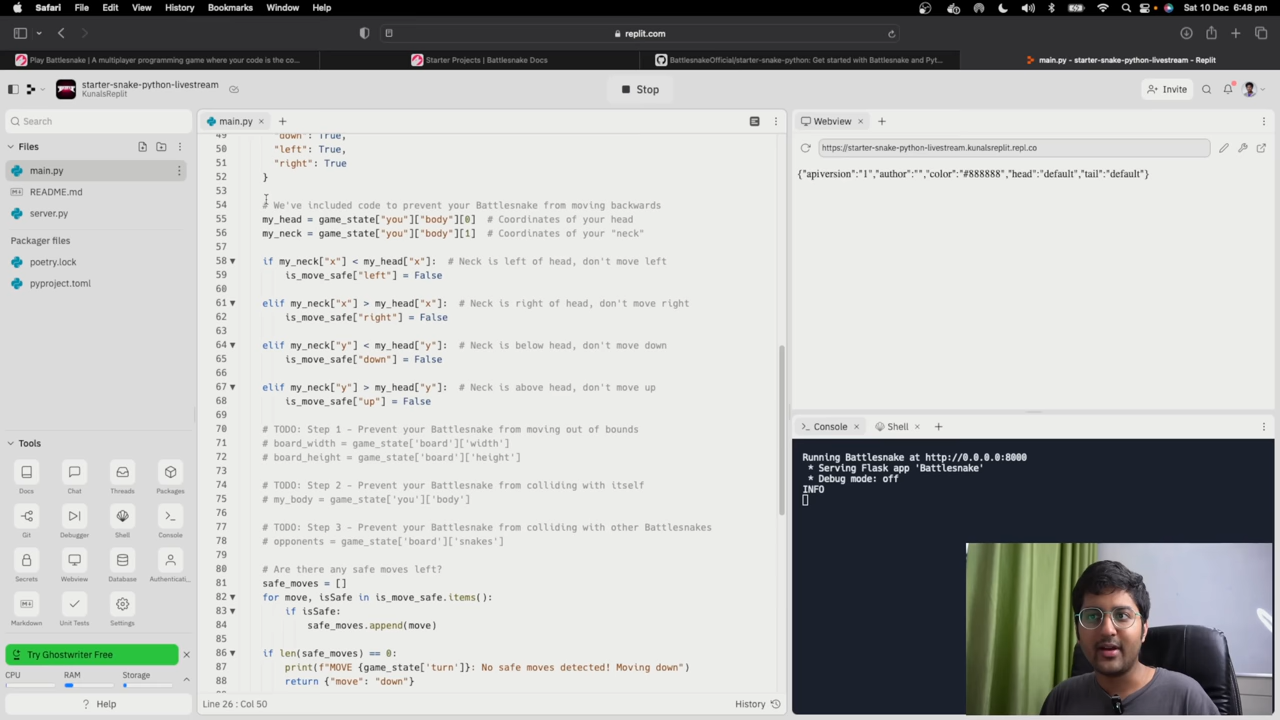 Safari File Edit View History Bookmarks Window Help
Sat 10 Dec 6:48 pm
replit.com
Play Battlesnake | A multiplayer programming game where your code is the co...
Starter Projects | Battlesnake Docs
BattlesnakeOfficial/starter-snake-python: Get started with Battlesnake and Pyt...
main.py - starter-snake-python-livestream - Replit
starter-snake-python-livestream
KunalsReplit
Stop
Invite
Search
Files
main.py
README.md
server.py
Packager files
poetry.lock
pyproject.toml
Tools
Docs Chat Threads Packages
Git Debugger Shell Console
Secrets Webview Database Authenticati...
Markdown Unit Tests Settings
Try Ghostwriter Free
CPU RAM Storage
? Help
main.py
49 "down": True,
50 "left": True,
51 "right": True
52 }
53
54 # We've included code to prevent your Battlesnake from moving backwards
55 my_head = game_state["you"]["body"][0] # Coordinates of your head
56 my_neck = game_state["you"]["body"][1] # Coordinates of your "neck"
57
58 if my_neck["x"] < my_head["x"]: # Neck is left of head, don't move left
59 is_move_safe["left"] = False
60
61 elif my_neck["x"] > my_head["x"]: # Neck is right of head, don't move right
62 is_move_safe["right"] = False
63
64 elif my_neck["y"] < my_head["y"]: # Neck is below head, don't move down
65 is_move_safe["down"] = False
66
67 elif my_neck["y"] > my_head["y"]: # Neck is above head, don't move up
68 is_move_safe["up"] = False
69
70 # TODO: Step 1 - Prevent your Battlesnake from moving out of bounds
71 # board_width = game_state['board']['width']
72 # board_height = game_state['board']['height']
73
74 # TODO: Step 2 - Prevent your Battlesnake from colliding with itself
75 # my_body = game_state['you']['body']
76
77 # TODO: Step 3 - Prevent your Battlesnake from colliding with other Battlesnakes
78 # opponents = game_state['board']['snakes']
79
80 # Are there any safe moves left?
81 safe_moves = []
82 for move, isSafe in is_move_safe.items():
83 if isSafe:
84 safe_moves.append(move)
85
86 if len(safe_moves) == 0:
87 print(f"MOVE {game_state['turn']}: No safe moves detected! Moving down")
88 return {"move": "down"}
Line 26 : Col 50
History
Webview
https://starter-snake-python-livestream.kunalsreplit.repl.co
{"apiversion":"1","author":"","color":"#888888","head":"default","tail":"default"}
Console
Shell
Running Battlesnake at http://0.0.0.0:8000
* Serving Flask app 'Battlesnake'
* Debug mode: off
INFO